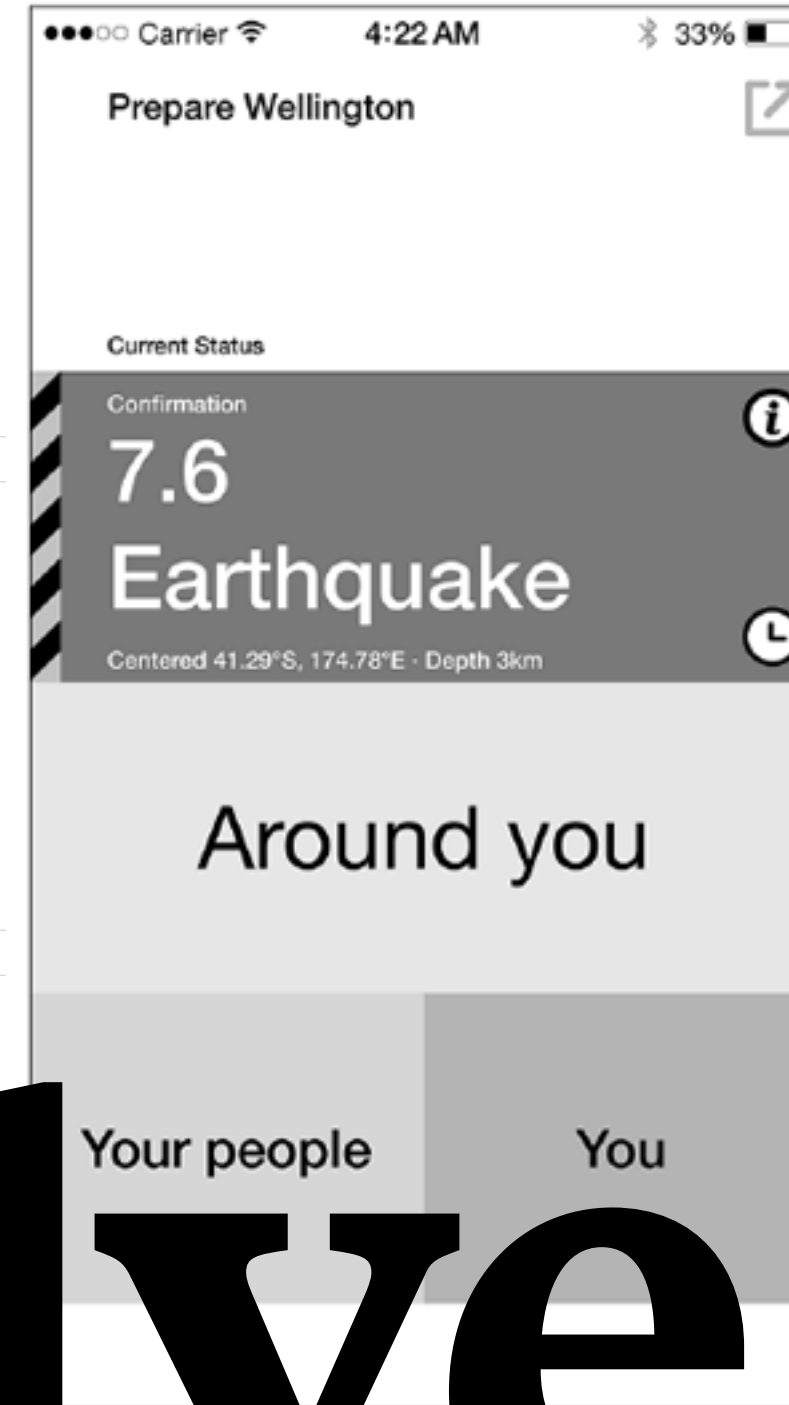 Carrier 4:22 AM 33%
Prepare Wellington
Current Status
Confirmation
7.6
Earthquake
Centered 41.29°S, 174.78°E · Depth 3km
Around you
Your people You
lve